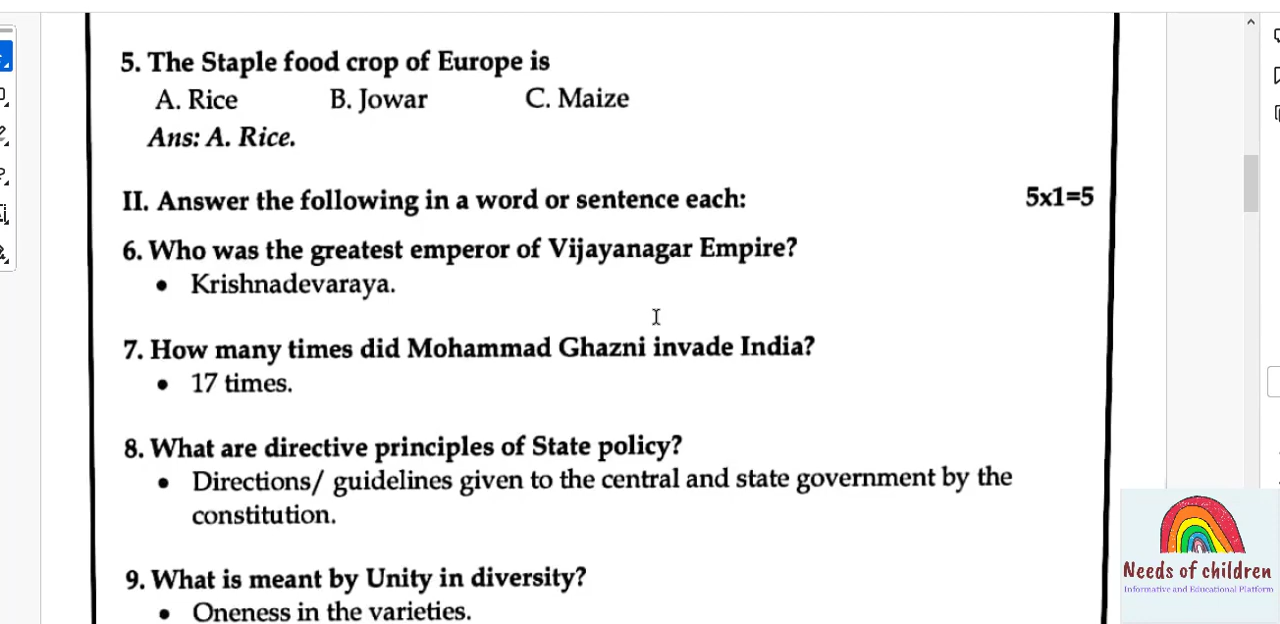 5. The Staple food crop of Europe is
A. Rice B. Jowar C. Maize
Ans: A. Rice.
II. Answer the following in a word or sentence each: 5x1=5
6. Who was the greatest emperor of Vijayanagar Empire?
• Krishnadevaraya.
7. How many times did Mohammad Ghazni invade India?
• 17 times.
8. What are directive principles of State policy?
• Directions/ guidelines given to the central and state government by the
constitution.
9. What is meant by Unity in diversity?
• Oneness in the varieties.
Needs of children
Informative and Educational Platform